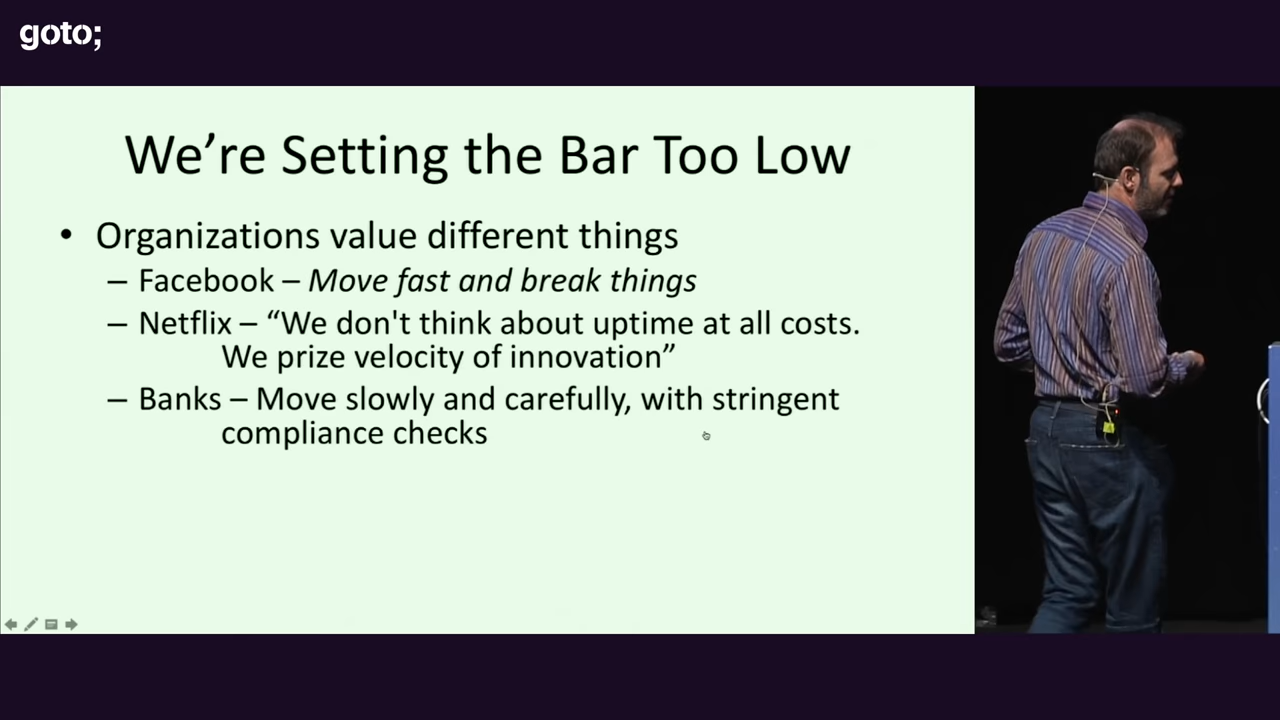 goto;
We’re Setting the Bar Too Low
• Organizations value different things
– Facebook – Move fast and break things
– Netflix – “We don't think about uptime at all costs.
We prize velocity of innovation”
– Banks – Move slowly and carefully, with stringent
compliance checks